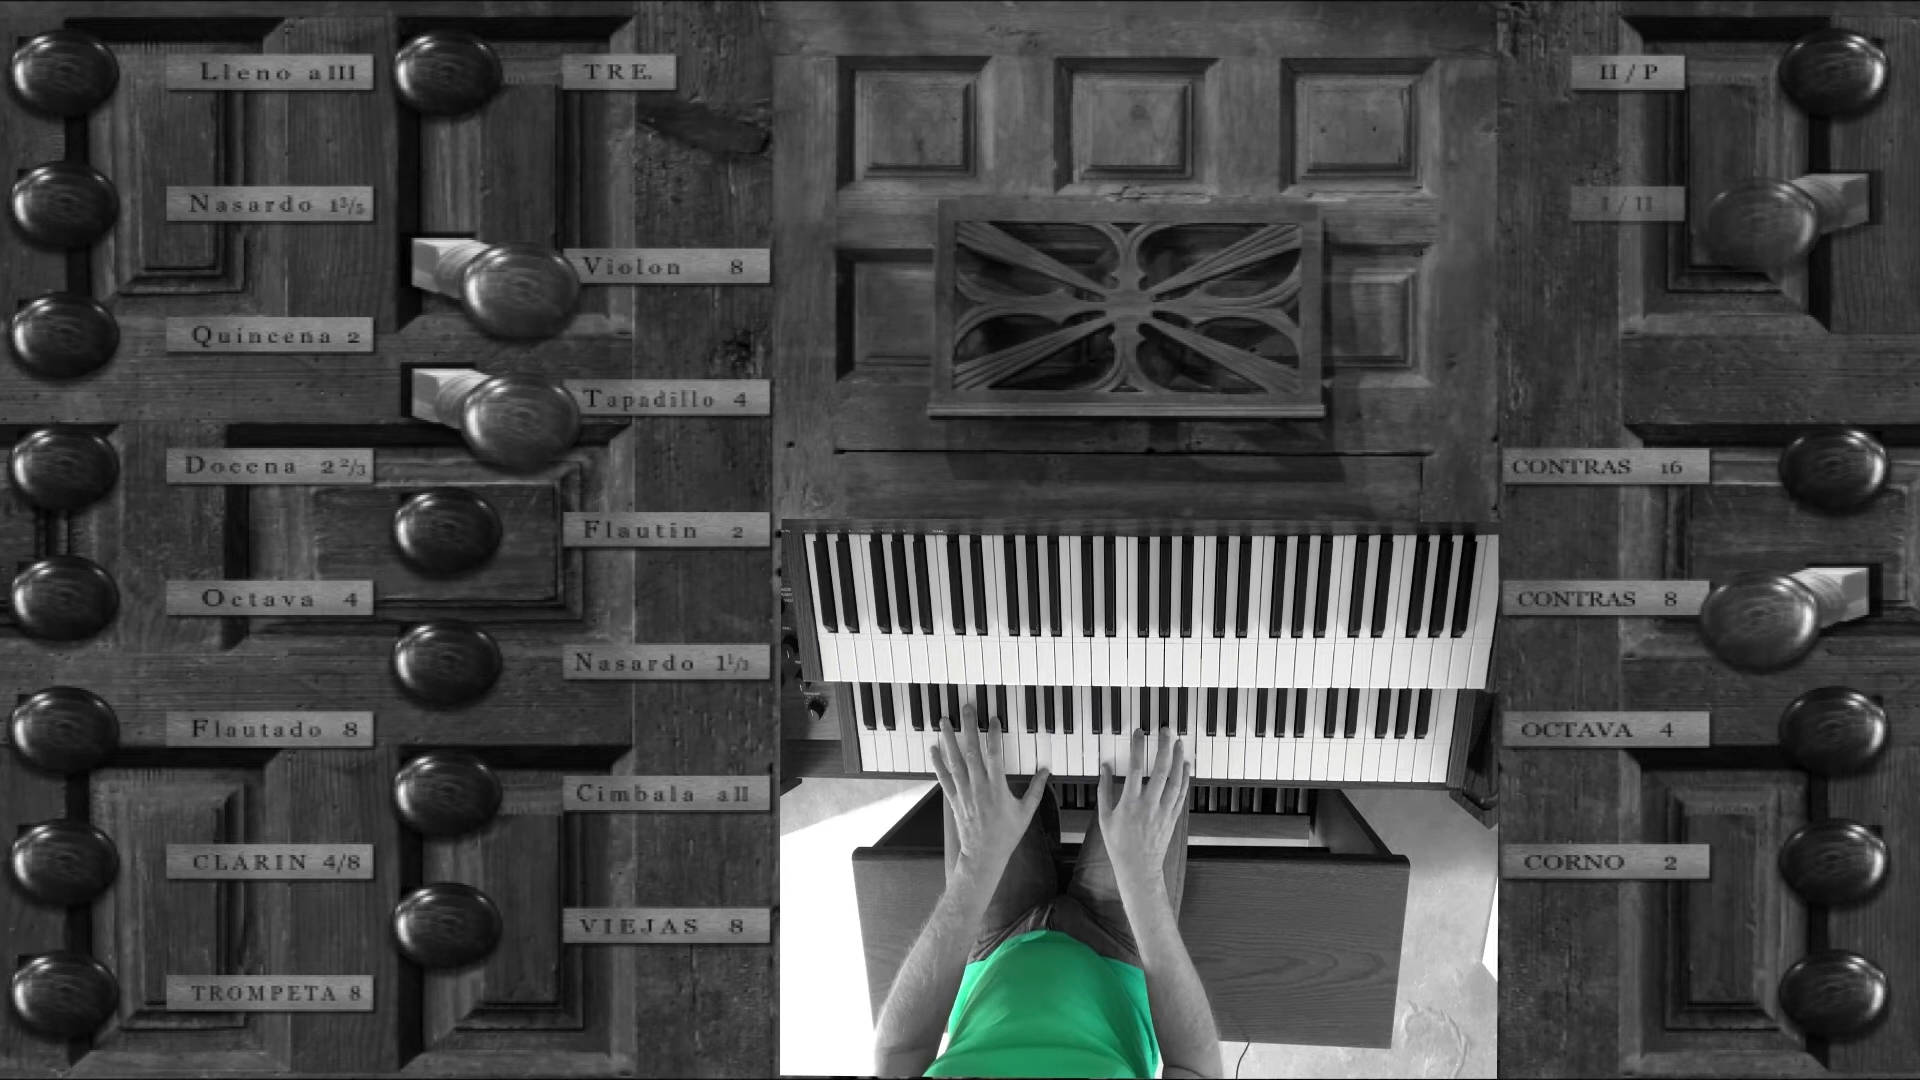 Lleno aIII
Nasardo 1³/₅
Quincena 2
Docena 2 ²/₃
Octava 4
Flautado 8
CLARIN 4/8
TROMPETA 8
TRE.
Violon 8
Tapadillo 4
Flautin 2
Nasardo 1¹/₃
Cimbala aII
VIEJAS 8
II / P
I / II
CONTRAS 16
CONTRAS 8
OCTAVA 4
CORNO 2